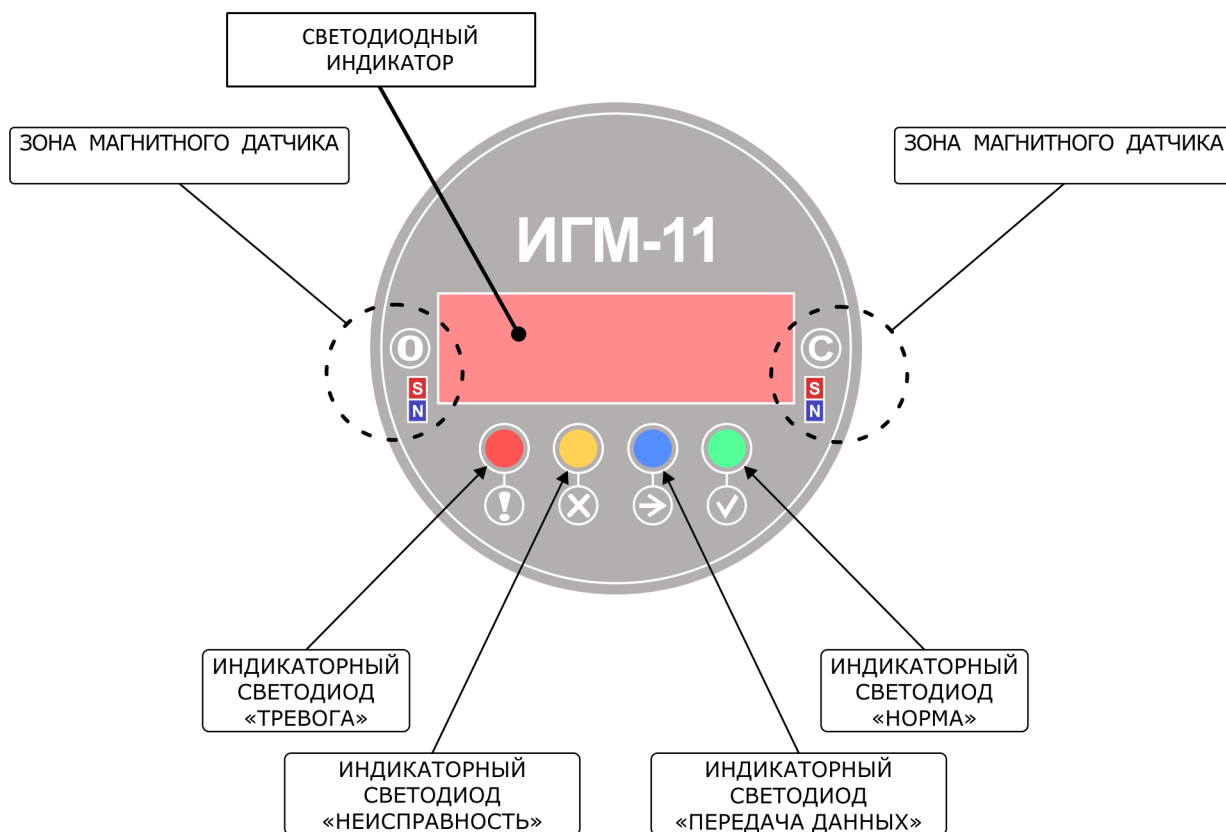 СВЕТОДИОДНЫЙ
ИНДИКАТОР
ЗОНА МАГНИТНОГО ДАТЧИКА
ЗОНА МАГНИТНОГО ДАТЧИКА
ИГМ-11
0
C
S
N
S
N
!
ИНДИКАТОРНЫЙ
СВЕТОДИОД
«ТРЕВОГА»
ИНДИКАТОРНЫЙ
СВЕТОДИОД
«НОРМА»
ИНДИКАТОРНЫЙ
СВЕТОДИОД
«НЕИСПРАВНОСТЬ»
ИНДИКАТОРНЫЙ
СВЕТОДИОД
«ПЕРЕДАЧА ДАННЫХ»